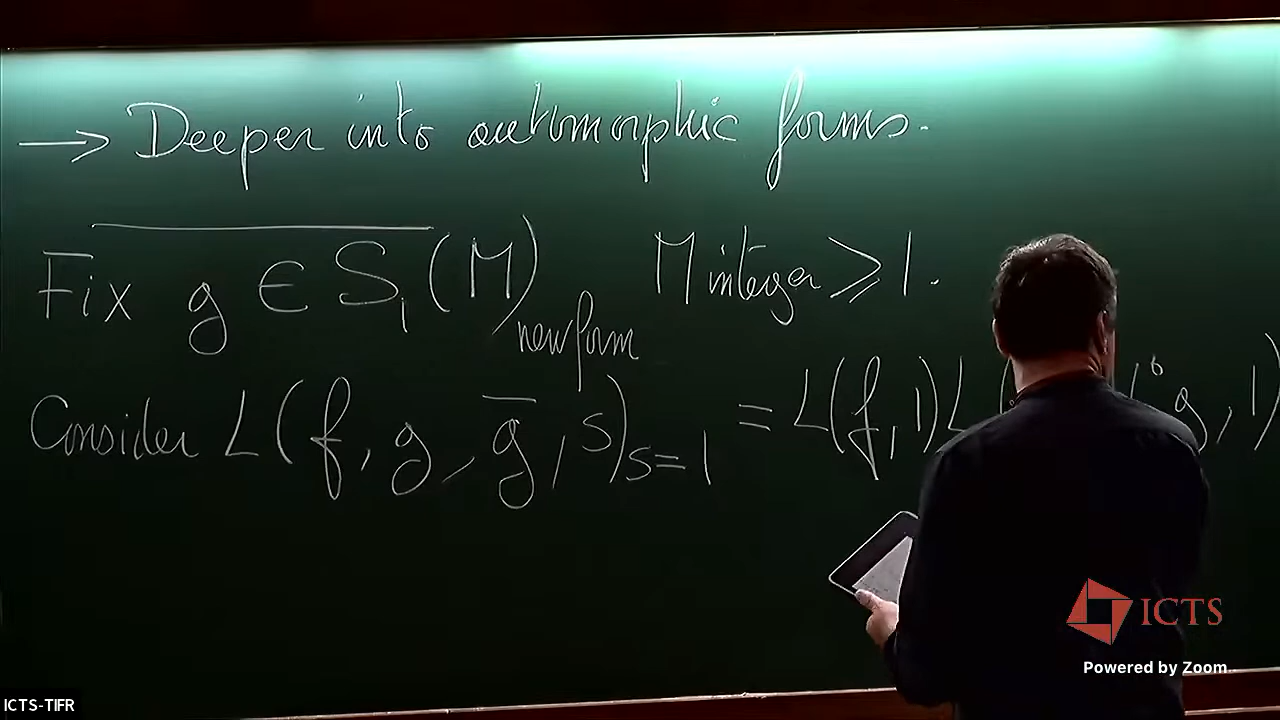 → Deeper into automorphic forms.
Fix g ∈ S₁(M) newform M integer ⩾ 1.
Consider L(f, g, g̅, s)s=1 = L(f, 1) L( g, 1)
ICTS
Powered by Zoom
ICTS-TIFR